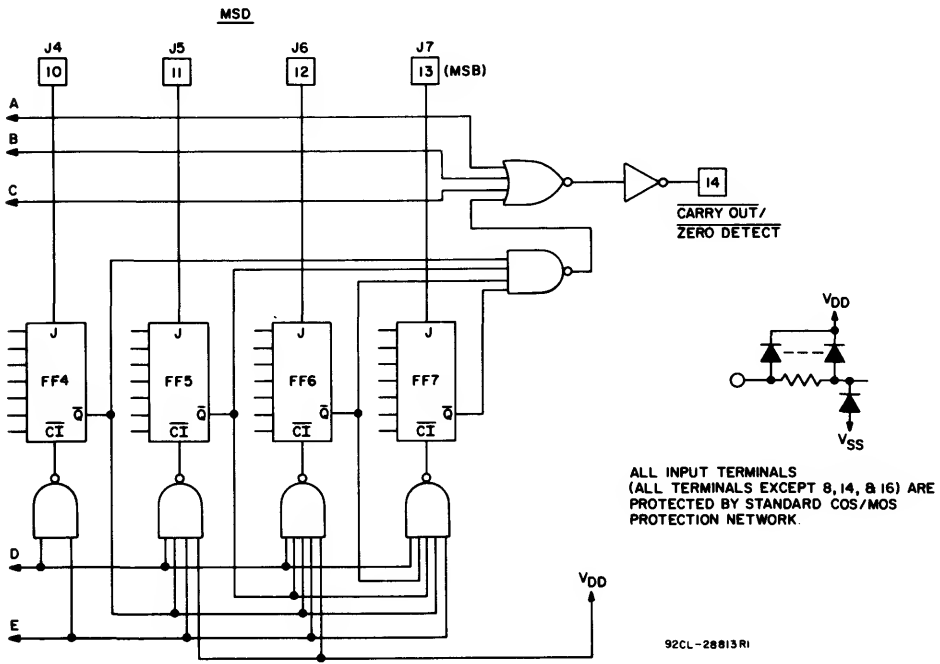 MSD
J4 J5 J6 J7
10 11 12 13 (MSB)
A
B
C
14
CARRY OUT/
ZERO DETECT
J J J J
FF4 FF5 FF6 FF7
Q Q Q Q
CI CI CI CI
VDD
VSS
ALL INPUT TERMINALS
(ALL TERMINALS EXCEPT 8, 14, & 16) ARE
PROTECTED BY STANDARD COS/MOS
PROTECTION NETWORK.
D
VDD
E
92CL-28813R1